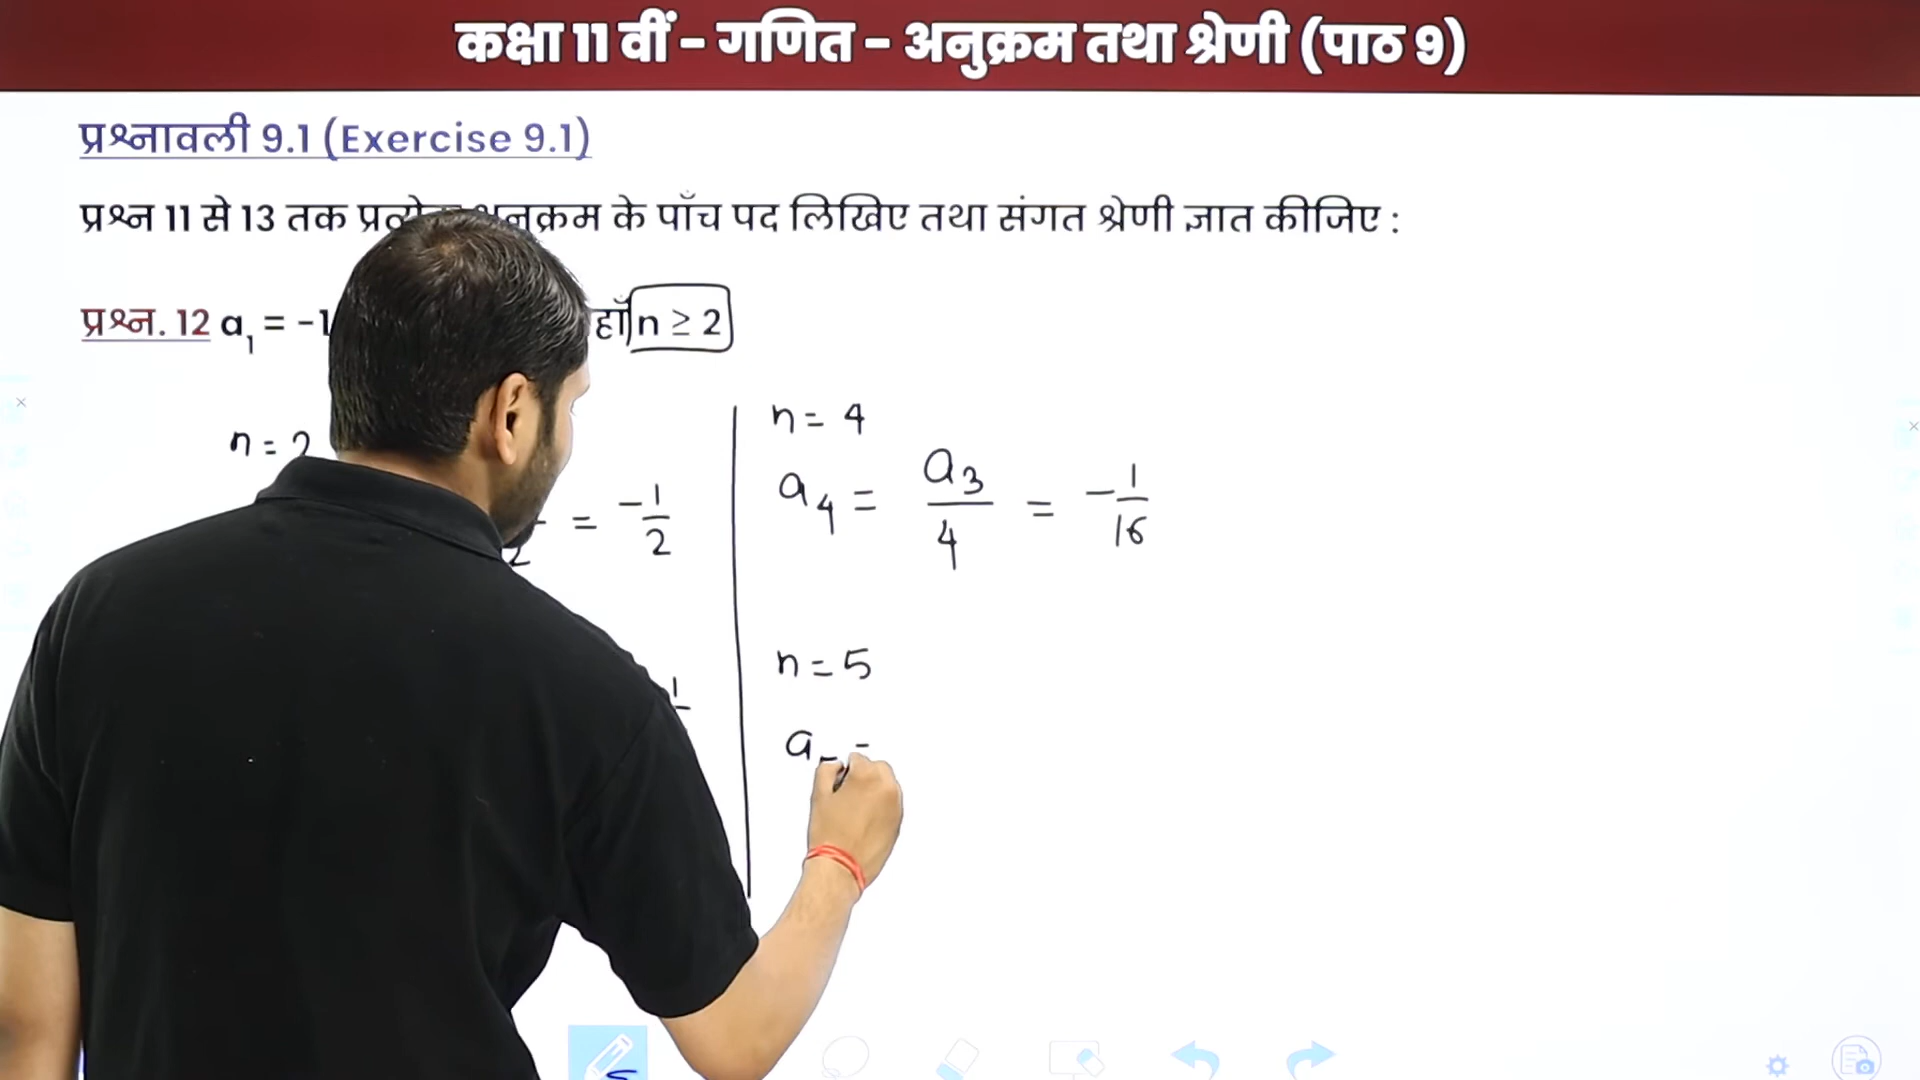 कक्षा 11 वीं - गणित - अनुक्रम तथा श्रेणी (पाठ 9)
प्रश्नावली 9.1 (Exercise 9.1)
प्रश्न 11 से 13 तक अनुक्रम के पाँच पद लिखिए तथा संगत श्रेणी ज्ञात कीजिए :
प्रश्न. 12 a₁ = -1 n ≥ 2
n = 2
= -1/2
n = 4
a₄ = a₃/4 = -1/16
n = 5
a